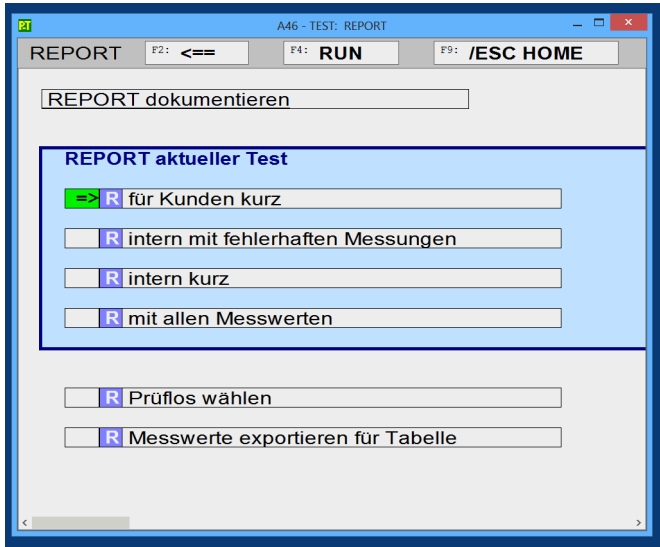 A46 - TEST: REPORT
REPORT F2: <== F4: RUN F9: /ESC HOME
REPORT dokumentieren
REPORT aktueller Test
=> R für Kunden kurz
R intern mit fehlerhaften Messungen
R intern kurz
R mit allen Messwerten
R Prüflos wählen
R Messwerte exportieren für Tabelle